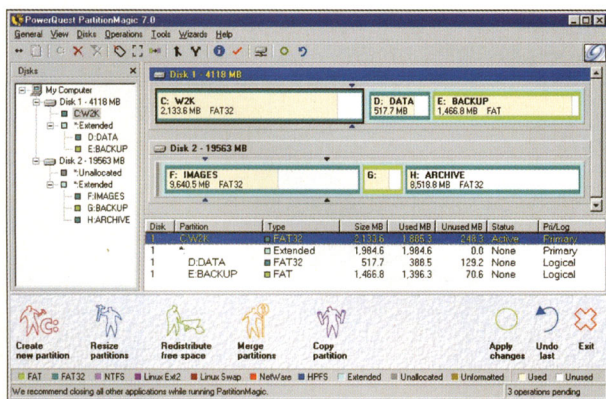 PowerQuest PartitionMagic 7.0
General View Disks Operations Tools Wizards Help
Disks
My Computer
Disk 1 - 4118 MB
C:W2K
*:Extended
D:DATA
E:BACKUP
Disk 2 - 19563 MB
*:Unallocated
*:Extended
F:IMAGES
G:BACKUP
H:ARCHIVE
Disk 1 - 4118 MB
C: W2K
2,133.6 MB FAT32
D: DATA
517.7 MB
E: BACKUP
1,466.8 MB FAT
Disk 2 - 19563 MB
F: IMAGES
9,640.5 MB FAT32
G:
H: ARCHIVE
8,518.8 MB FAT32
Disk Partition Type Size MB Used MB Unused MB Status Pri/Log
1 C:W2K FAT32 2,133.6 1,885.3 248.3 Active Primary
1 *: Extended 1,984.6 1,984.6 0.0 None Primary
1 D:DATA FAT32 517.7 388.5 129.2 None Logical
1 E:BACKUP FAT 1,466.8 1,396.3 70.6 None Logical
C:
Create new partition
Resize partitions
Redistribute free space
Merge partitions
Copy partition
Apply changes
Undo last
Exit
FAT FAT32 NTFS Linux Ext2 Linux Swap NetWare HPFS Extended Unallocated Unformatted Used Unused
We recommend closing all other applications while running PartitionMagic. 3 operations pending